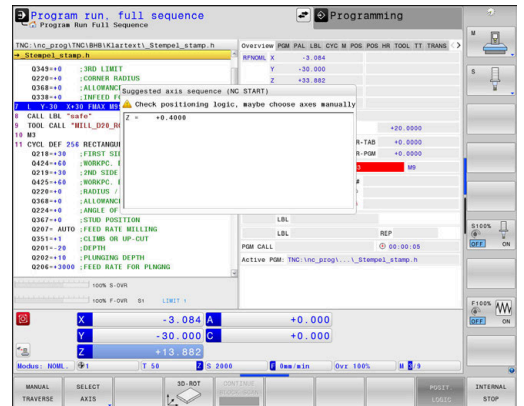 Program run, full sequence
Program Run Full Sequence
Programming
TNC:\nc_prog\TNC\BHB\Klartext\_Stempel_stamp.h
→_Stempel_stamp.h
Q349=+0 ;3RD LIMIT
Q220=+0 ;CORNER RADIUS
Q368=+0 ;ALLOWANCE
Q338=+0 ;INFEED F
7 L Y-30 X+30 FMAX M9
8 CALL LBL "safe"
9 TOOL CALL "MILL_D20_RO
10 M3
11 CYCL DEF 256 RECTANGU
Q218=+30 ;FIRST SI
Q424=+60 ;WORKPC.
Q219=+30 ;2ND SIDE
Q425=+60 ;WORKPC.
Q220=+0 ;RADIUS /
Q368=+0 ;ALLOWANCE
Q224=+0 ;ANGLE OF
Q367=+0 ;STUD POSITION
Q207= AUTO ;FEED RATE MILLING
Q351=+1 ;CLIMB OR UP-CUT
Q201=-20 ;DEPTH
Q202=+10 ;PLUNGING DEPTH
Q206=+3000 ;FEED RATE FOR PLNGNG
100% S-OVR
100% F-OVR S1 LIMIT 1
Overview PGM PAL LBL CYC M POS POS HR TOOL TT TRANS
RFNOML X -3.084
Y -30.000
Z +33.882
Suggested axis sequence (NC START)
Check positioning logic, maybe choose axes manually
Z = +0.4000
+20.0000
R-TAB +0.0000
R-PGM +0.0000
M9
LBL
LBL REP
PGM CALL 00:00:05
Active PGM: TNC:\nc_prog\...\_Stempel_stamp.h
X -3.084 A +0.000
Y -30.000 C +0.000
Z +13.882
Modus: NOML. 1 T 50 Z S 2000 F 0mm/min Ovr 100% M 5/9
M
S
S100%
OFF ON
F100%
OFF ON
MANUAL TRAVERSE
SELECT AXIS
3D-ROT
CONTINUE
POSIT. LOGIC
INTERNAL STOP